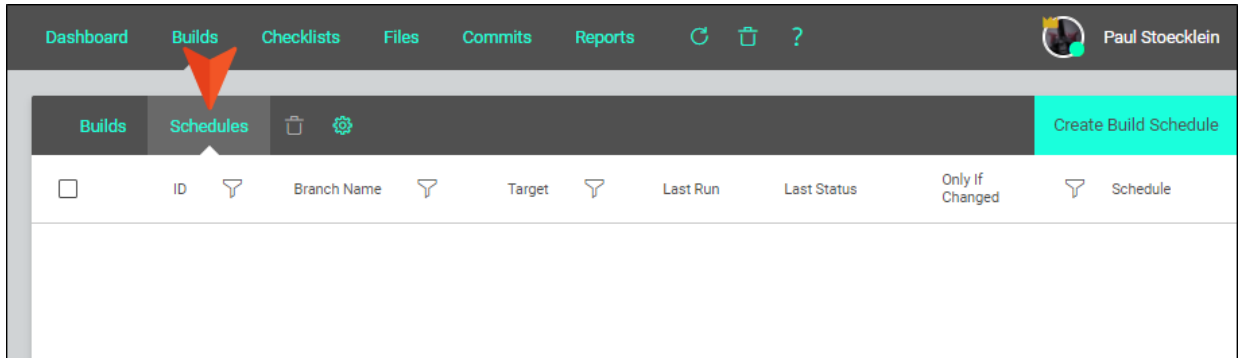 Dashboard Builds Checklists Files Commits Reports ? Paul Stoecklein
Builds Schedules Create Build Schedule
ID Branch Name Target Last Run Last Status Only If Changed Schedule